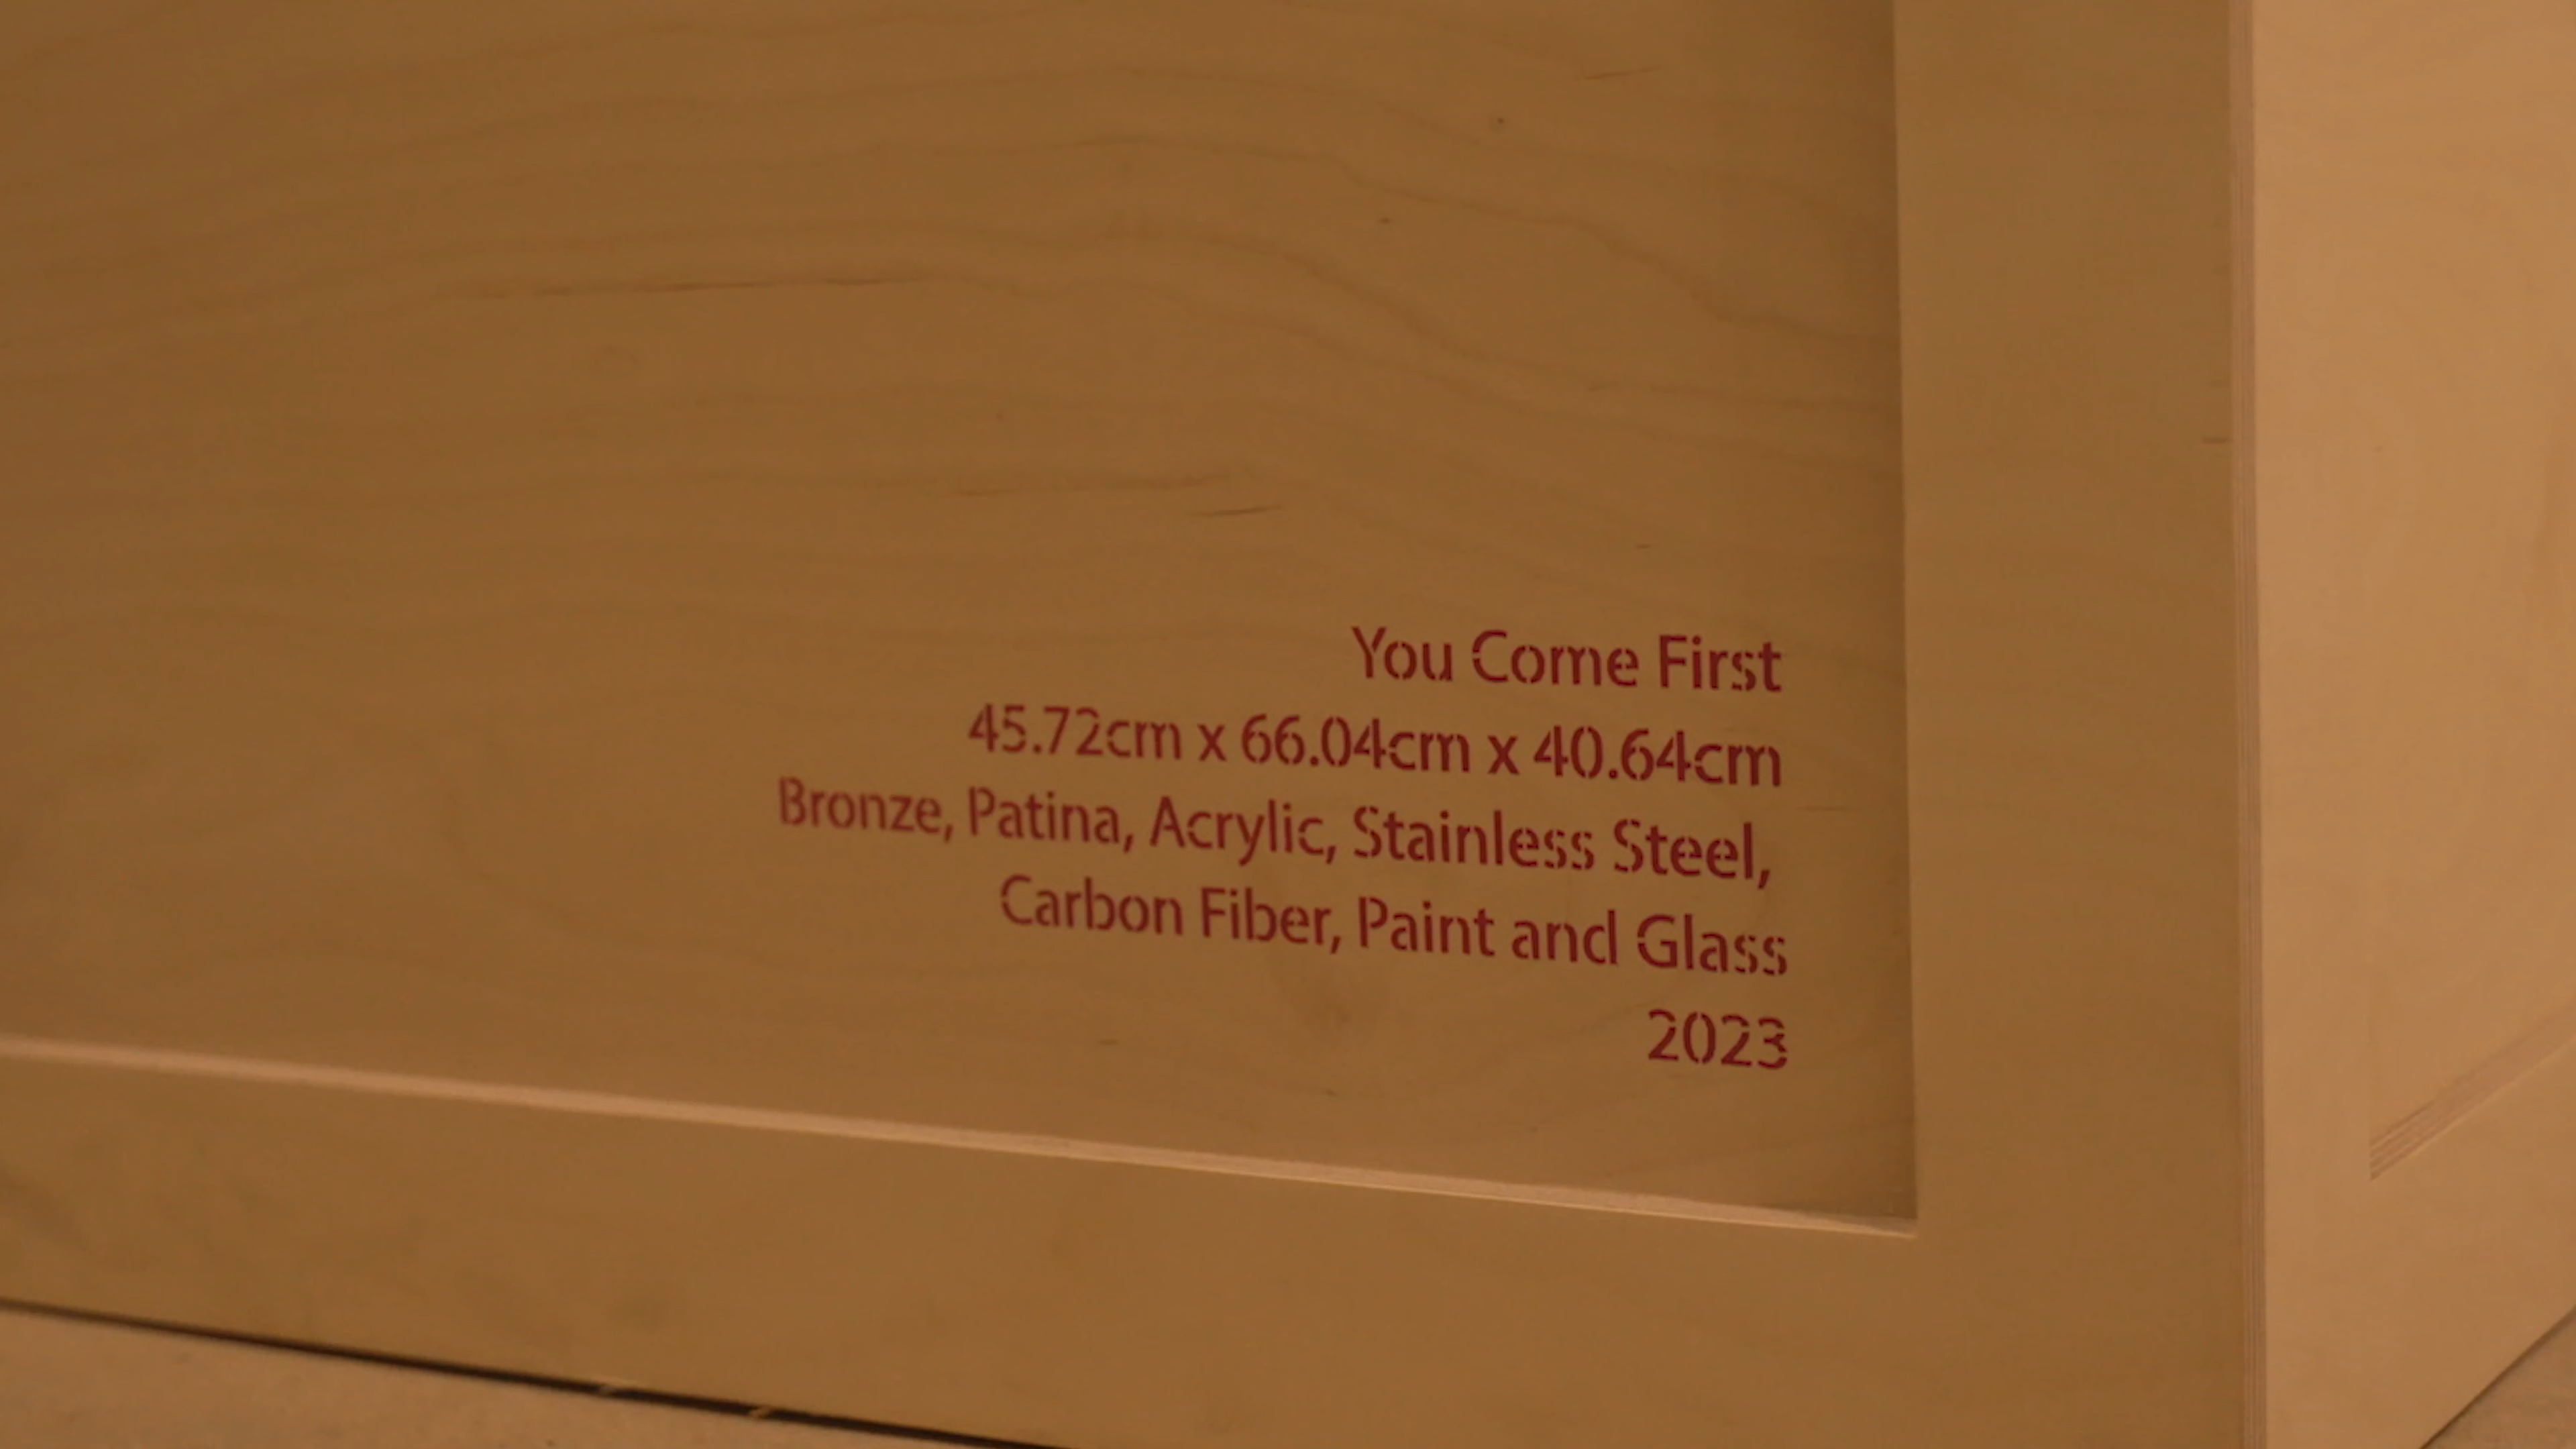 You Come First
45.72cm x 66.04cm x 40.64cm
Bronze, Patina, Acrylic, Stainless Steel,
Carbon Fiber, Paint and Glass
2023